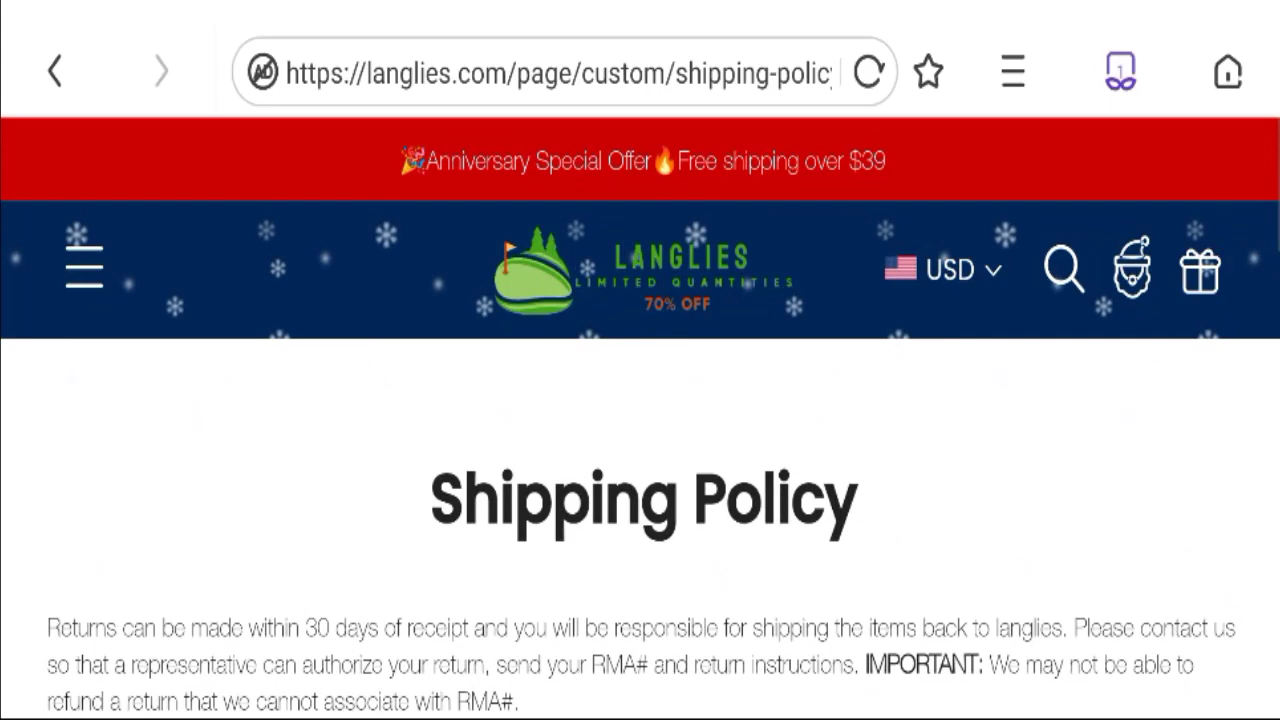 https://langlies.com/page/custom/shipping-polic
🎉Anniversary Special Offer🔥Free shipping over $39
LANGLIES
LIMITED QUANTITIES
70% OFF
USD
Shipping Policy
Returns can be made within 30 days of receipt and you will be responsible for shipping the items back to langlies. Please contact us
so that a representative can authorize your return, send your RMA# and return instructions. IMPORTANT: We may not be able to
refund a return that we cannot associate with RMA#.